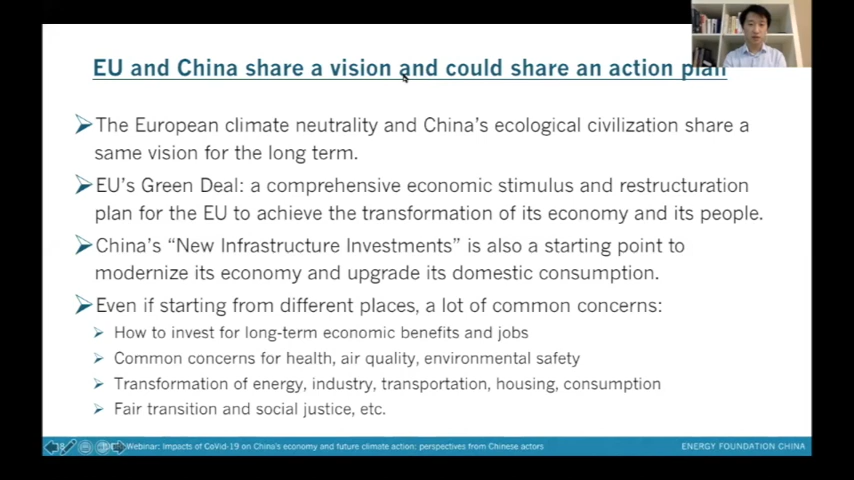 EU and China share a vision and could share an action plan
The European climate neutrality and China's ecological civilization share a
same vision for the long term.
EU's Green Deal: a comprehensive economic stimulus and restructuration
plan for the EU to achieve the transformation of its economy and its people.
China's “New Infrastructure Investments” is also a starting point to
modernize its economy and upgrade its domestic consumption.
Even if starting from different places, a lot of common concerns:
How to invest for long-term economic benefits and jobs
Common concerns for health, air quality, environmental safety
Transformation of energy, industry, transportation, housing, consumption
Fair transition and social justice, etc.
Webinar: Impacts of CoVid-19 on China's economy and future climate action: perspectives from Chinese actors
ENERGY FOUNDATION CHINA